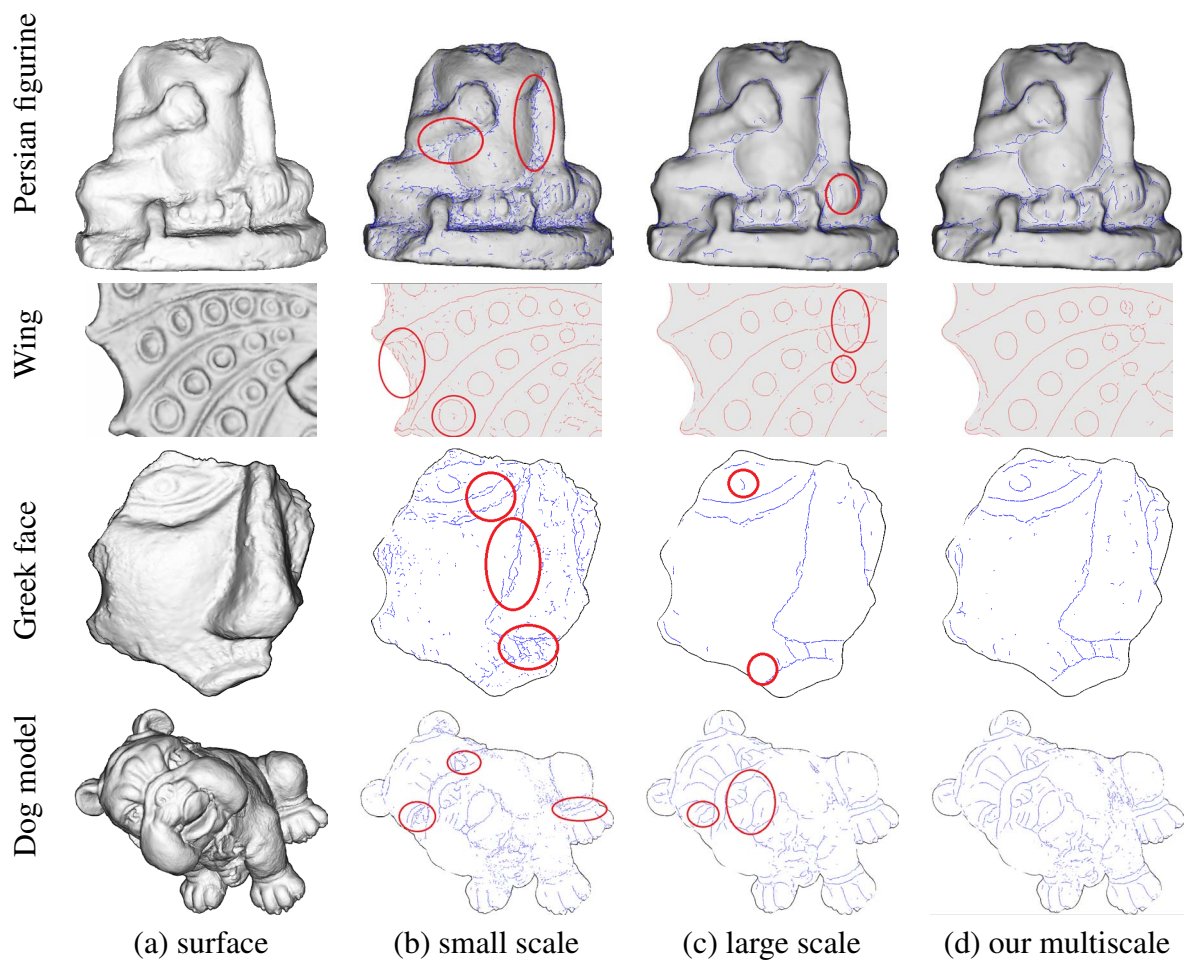 Persian figurine
Wing
Greek face
Dog model
(a) surface
(b) small scale
(c) large scale
(d) our multiscale